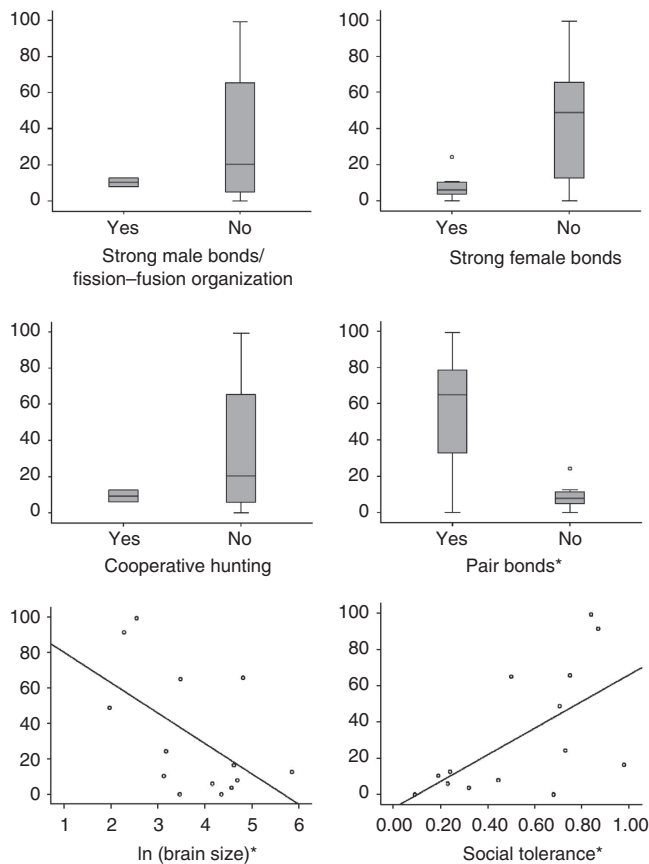 100
80
60
40
20
0
Yes
No
Strong male bonds/
fission–fusion organization
100
80
60
40
20
0
Yes
No
Strong female bonds
100
80
60
40
20
0
Yes
No
Cooperative hunting
100
80
60
40
20
0
Yes
No
Pair bonds*
100
80
60
40
20
0
1 2 3 4 5 6
ln (brain size)*
100
80
60
40
20
0
0.00 0.20 0.40 0.60 0.80 1.00
Social tolerance*